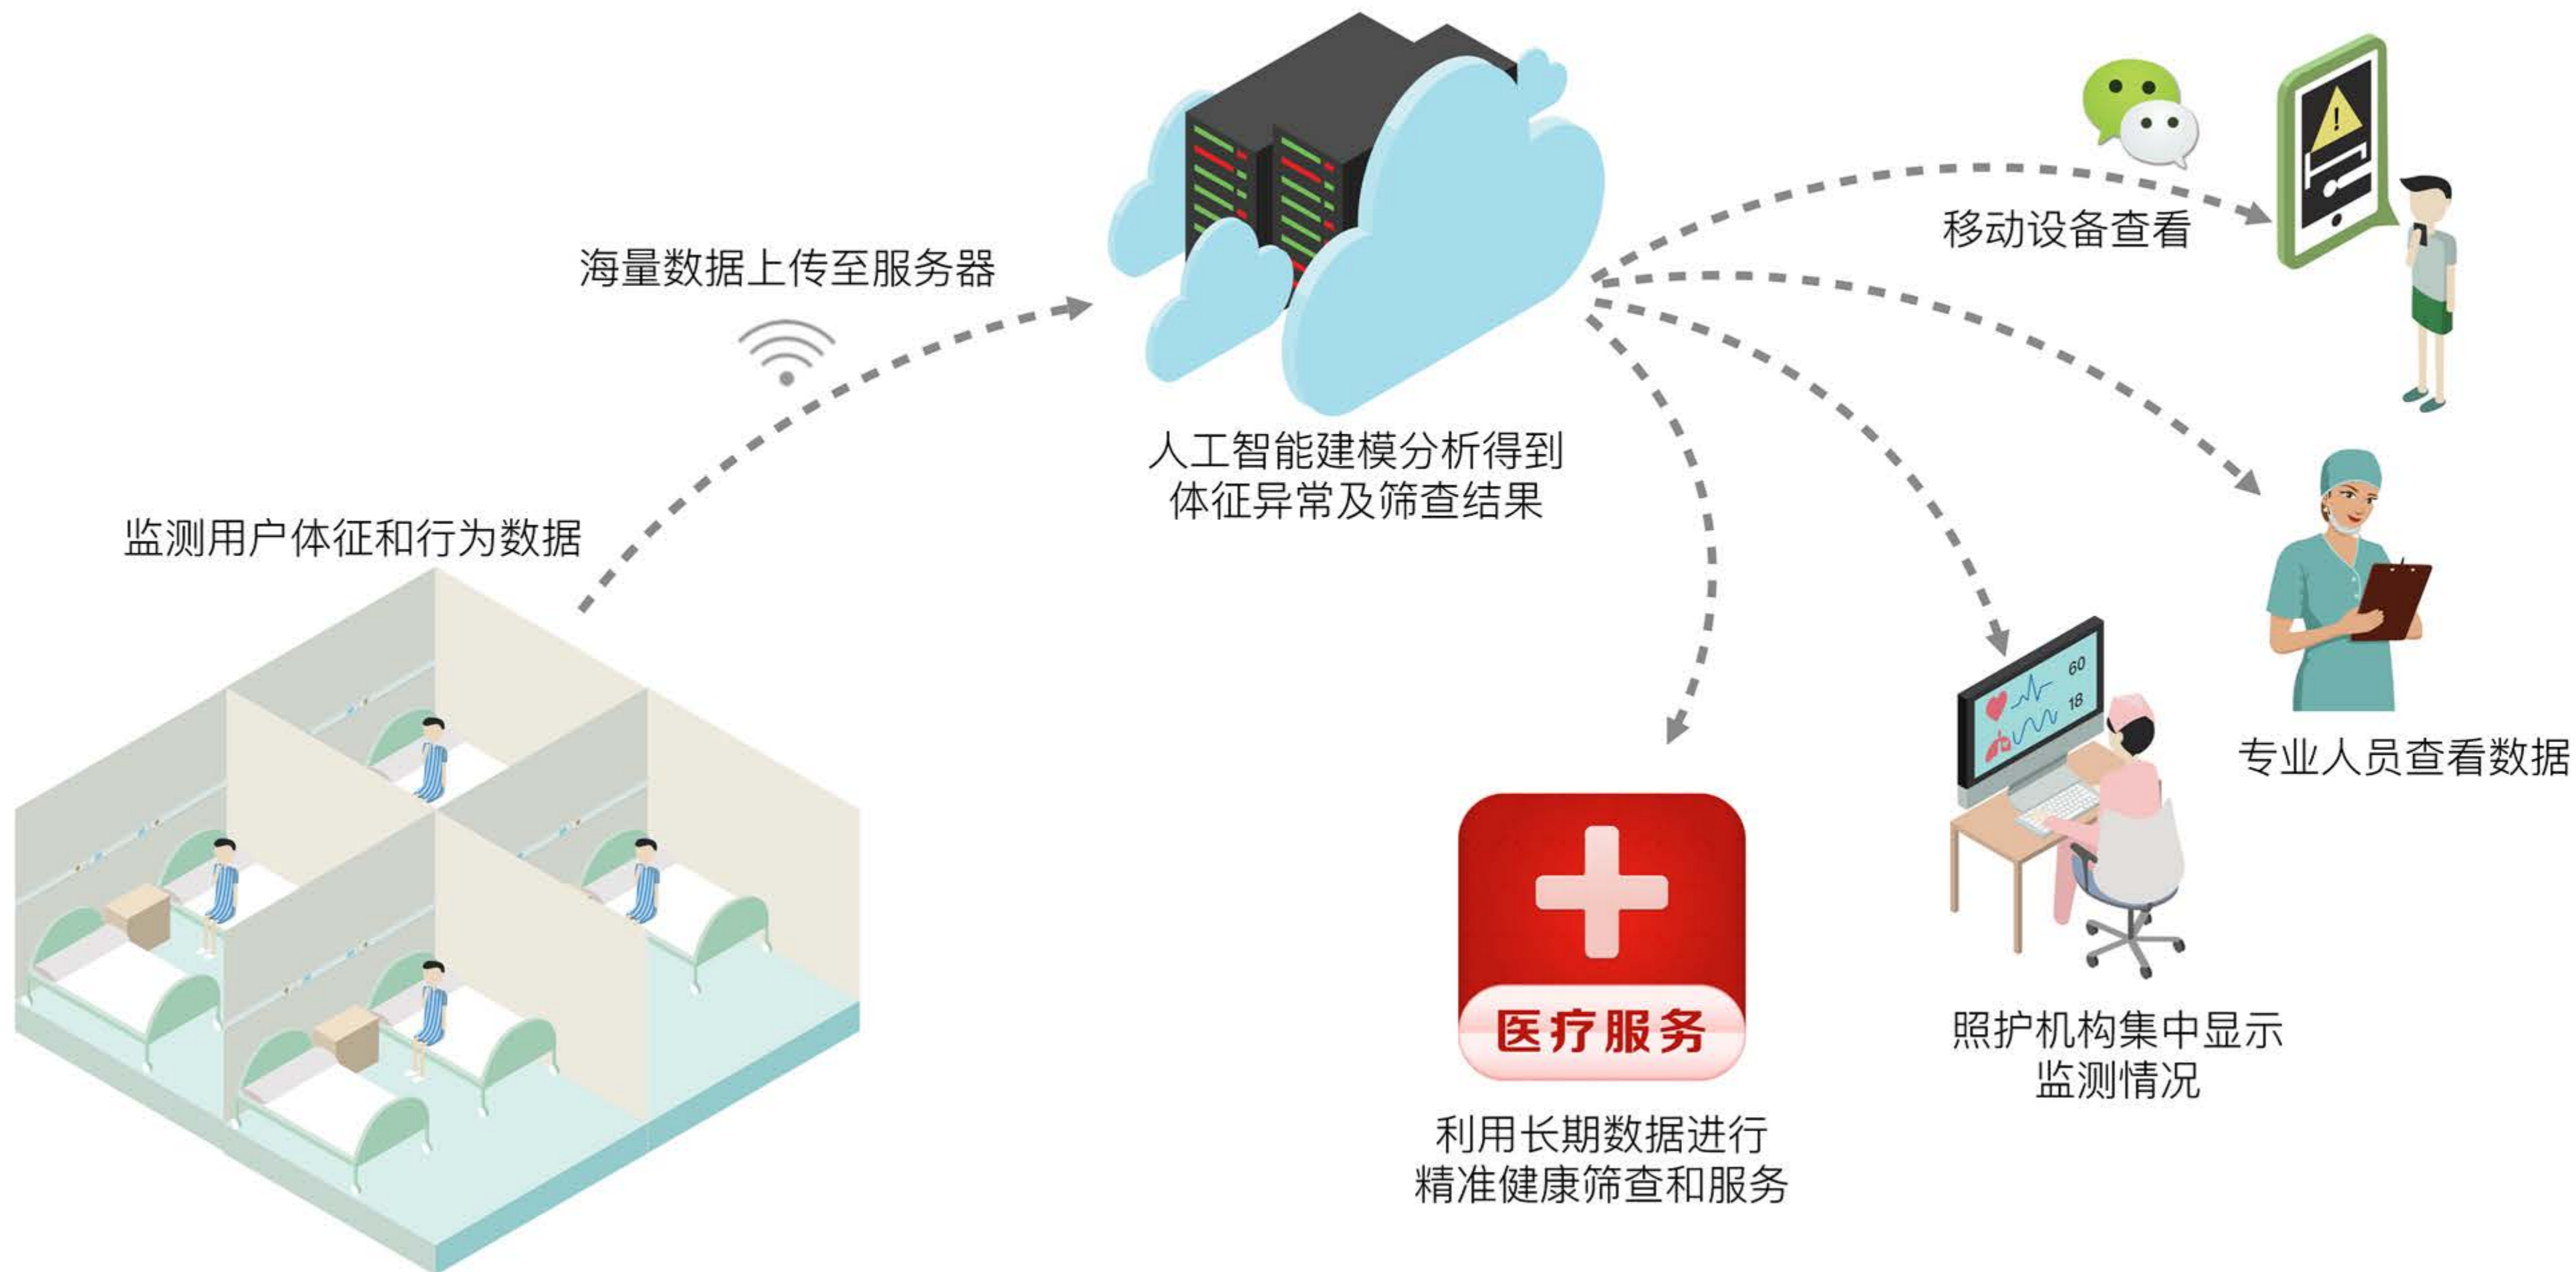 监测用户体征和行为数据
海量数据上传至服务器
人工智能建模分析得到
体征异常及筛查结果
移动设备查看
!
专业人员查看数据
60
18
照护机构集中显示
监测情况
医疗服务
利用长期数据进行
精准健康筛查和服务